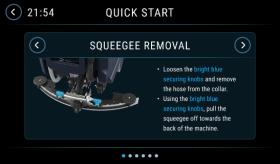 21:54
QUICK START
SQUEEGEE REMOVAL
• Loosen the bright blue
securing knobs and remove
the hose from the collar.
• Using the bright blue
securing knobs, pull the
squeegee off towards the
back of the machine.